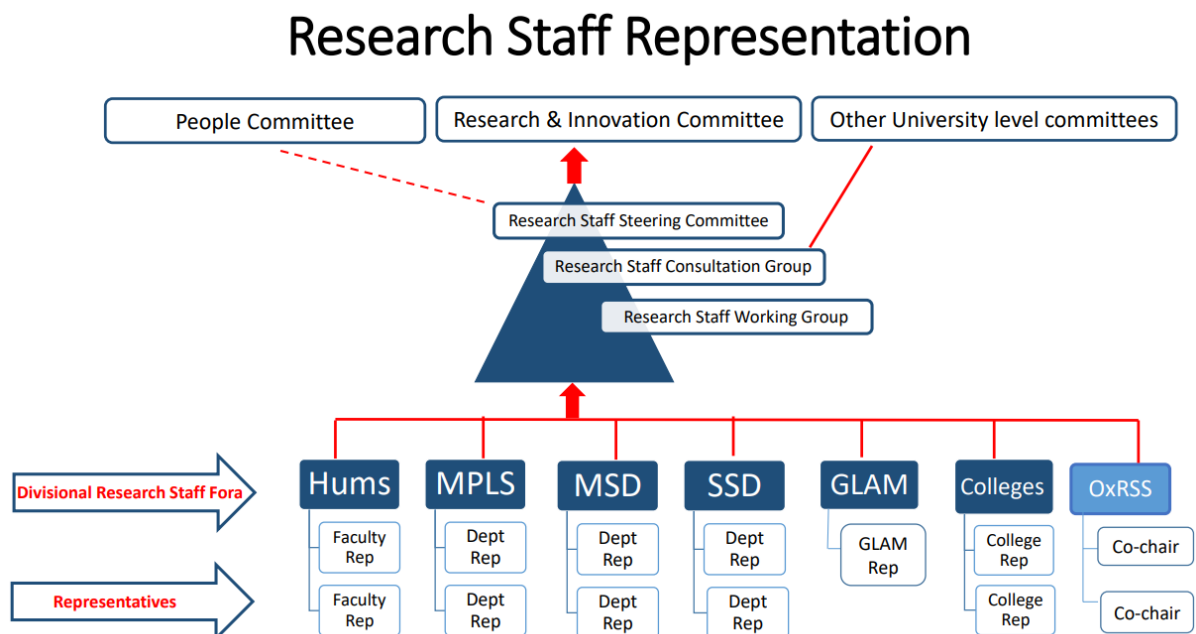 Research Staff Representation
People Committee
Research & Innovation Committee
Other University level committees
Research Staff Steering Committee
Research Staff Consultation Group
Research Staff Working Group
Divisional Research Staff Fora
Hums
MPLS
MSD
SSD
GLAM
Colleges
OxRSS
Faculty
Rep
Dept
Rep
Dept
Rep
Dept
Rep
GLAM
Rep
College
Rep
Co-chair
Representatives
Faculty
Rep
Dept
Rep
Dept
Rep
Dept
Rep
College
Rep
Co-chair